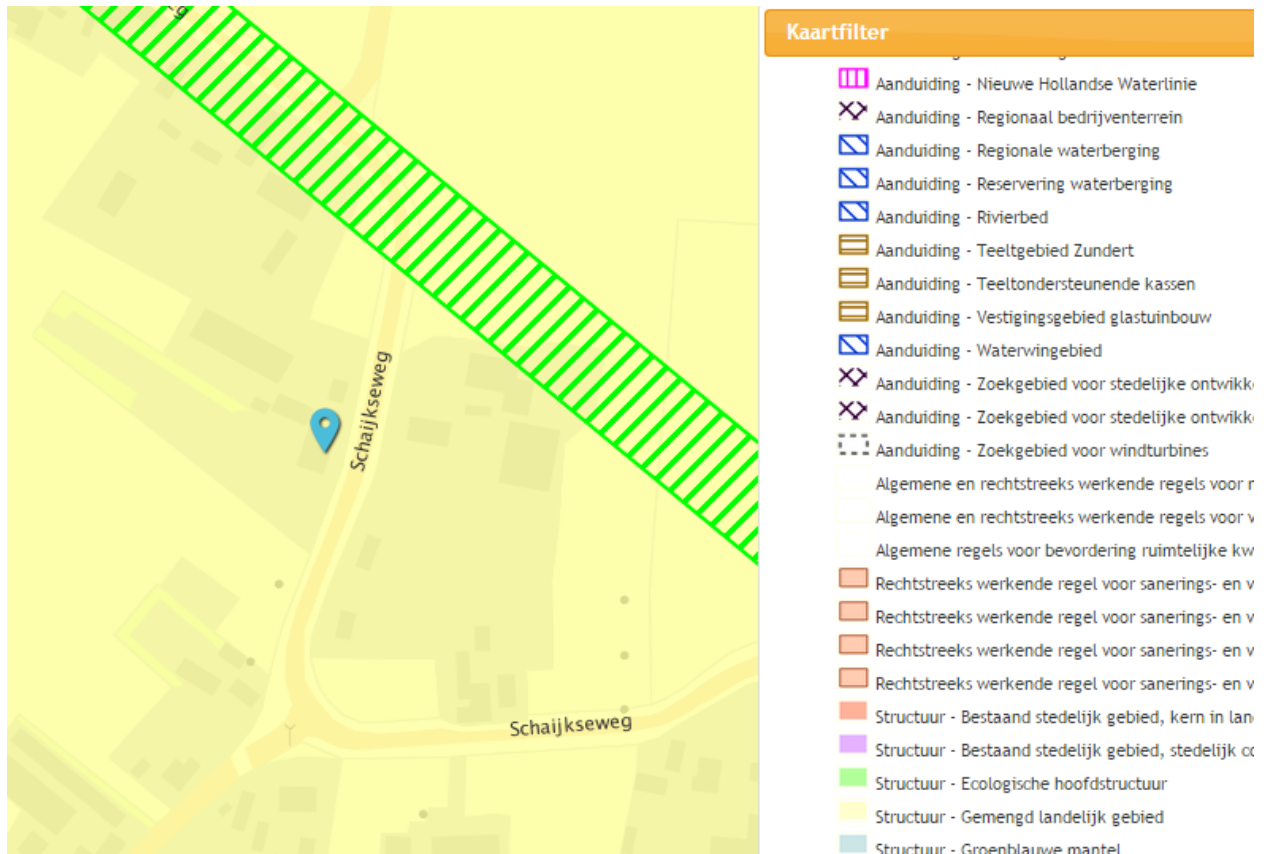 Schaijkseweg
Schaijkseweg
Kaartfilter
Aanduiding - Nieuwe Hollandse Waterlinie
Aanduiding - Regionaal bedrijventerrein
Aanduiding - Regionale waterberging
Aanduiding - Reservering waterberging
Aanduiding - Rivierbed
Aanduiding - Teeltgebied Zundert
Aanduiding - Teeltondersteunende kassen
Aanduiding - Vestigingsgebied glastuinbouw
Aanduiding - Waterwingebied
Aanduiding - Zoekgebied voor stedelijke ontwikk
Aanduiding - Zoekgebied voor stedelijke ontwikk
Aanduiding - Zoekgebied voor windturbines
Algemene en rechtstreeks werkende regels voor
Algemene en rechtstreeks werkende regels voor v
Algemene regels voor bevordering ruimtelijke kw
Rechtstreeks werkende regel voor sanerings- en v
Rechtstreeks werkende regel voor sanerings- en v
Rechtstreeks werkende regel voor sanerings- en v
Rechtstreeks werkende regel voor sanerings- en v
Structuur - Bestaand stedelijk gebied, kern in lan
Structuur - Bestaand stedelijk gebied, stedelijk co
Structuur - Ecologische hoofdstructuur
Structuur - Gemengd landelijk gebied
Structuur - Groenblauwe mantel